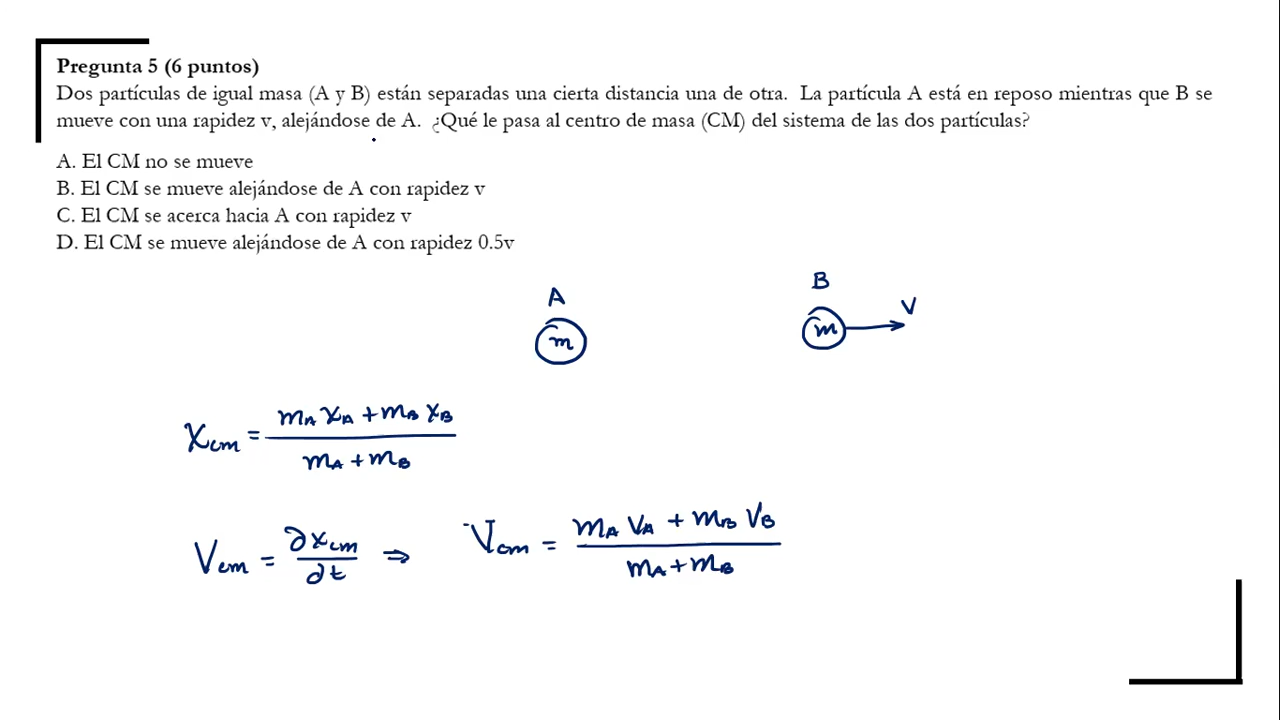 Pregunta 5 (6 puntos)
Dos partículas de igual masa (A y B) están separadas una cierta distancia una de otra. La partícula A está en reposo mientras que B se
mueve con una rapidez v, alejándose de A. ¿Qué le pasa al centro de masa (CM) del sistema de las dos partículas?
A. El CM no se mueve
B. El CM se mueve alejándose de A con rapidez v
C. El CM se acerca hacia A con rapidez v
D. El CM se mueve alejándose de A con rapidez 0.5v
A B
m m V
Xcm = (mA XA + mB XB) / (mA + mB)
Vcm = ∂Xcm / ∂t ⇒ Vcm = (mA VA + mB VB) / (mA + mB)